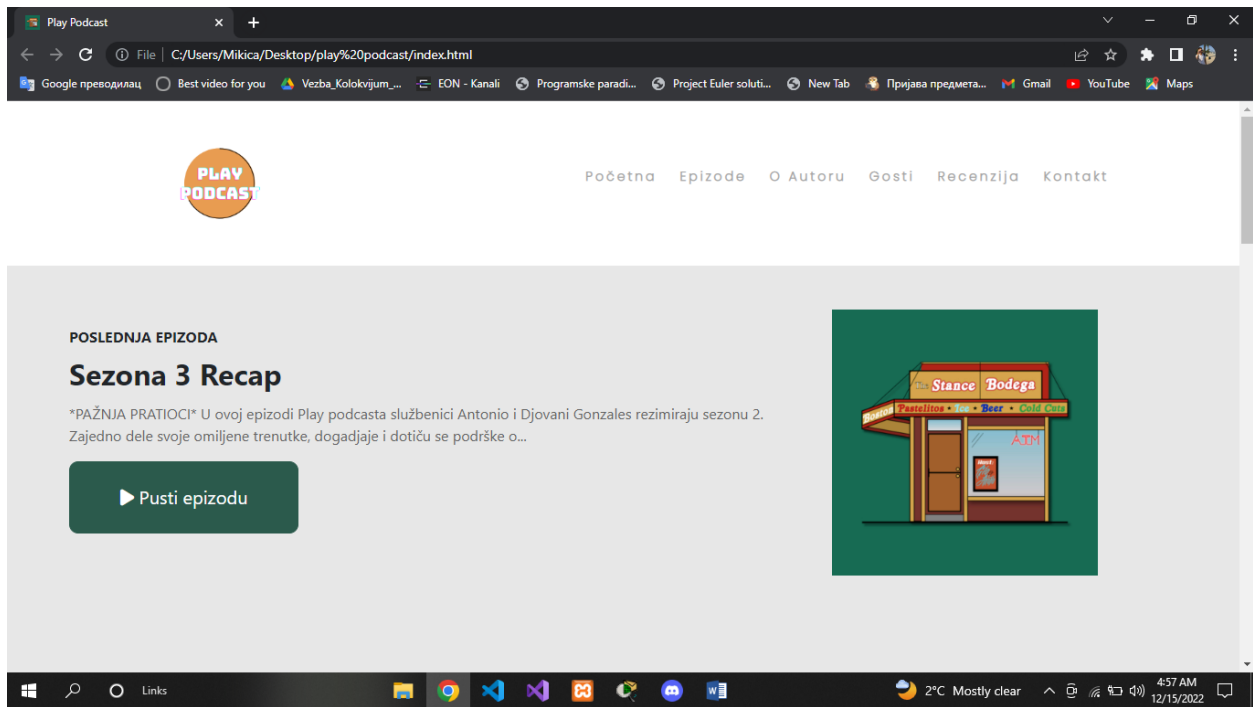 Play Podcast
File
C:/Users/Mikica/Desktop/play%20podcast/index.html
Google преводилац
Best video for you
Vezba_Kolokvijum_...
EON - Kanali
Programske paradi...
Project Euler soluti...
New Tab
Пријава предмета...
Gmail
YouTube
Maps
PLAY
PODCAST
Početna
Epizode
O Autoru
Gosti
Recenzija
Kontakt
POSLEDNJA EPIZODA
Sezona 3 Recap
*PAŽNJA PRATIOCI* U ovoj epizodi Play podcasta službenici Antonio i Djovani Gonzales rezimiraju sezonu 2.
Zajedno dele svoje omiljene trenutke, dogadjaje i dotiču se podrške o...
Pusti epizodu
The Stance Bodega
Boston
Pastelitos • Ice • Beer • Cold Cuts
ATM
Links
2°C Mostly clear
4:57 AM
12/15/2022